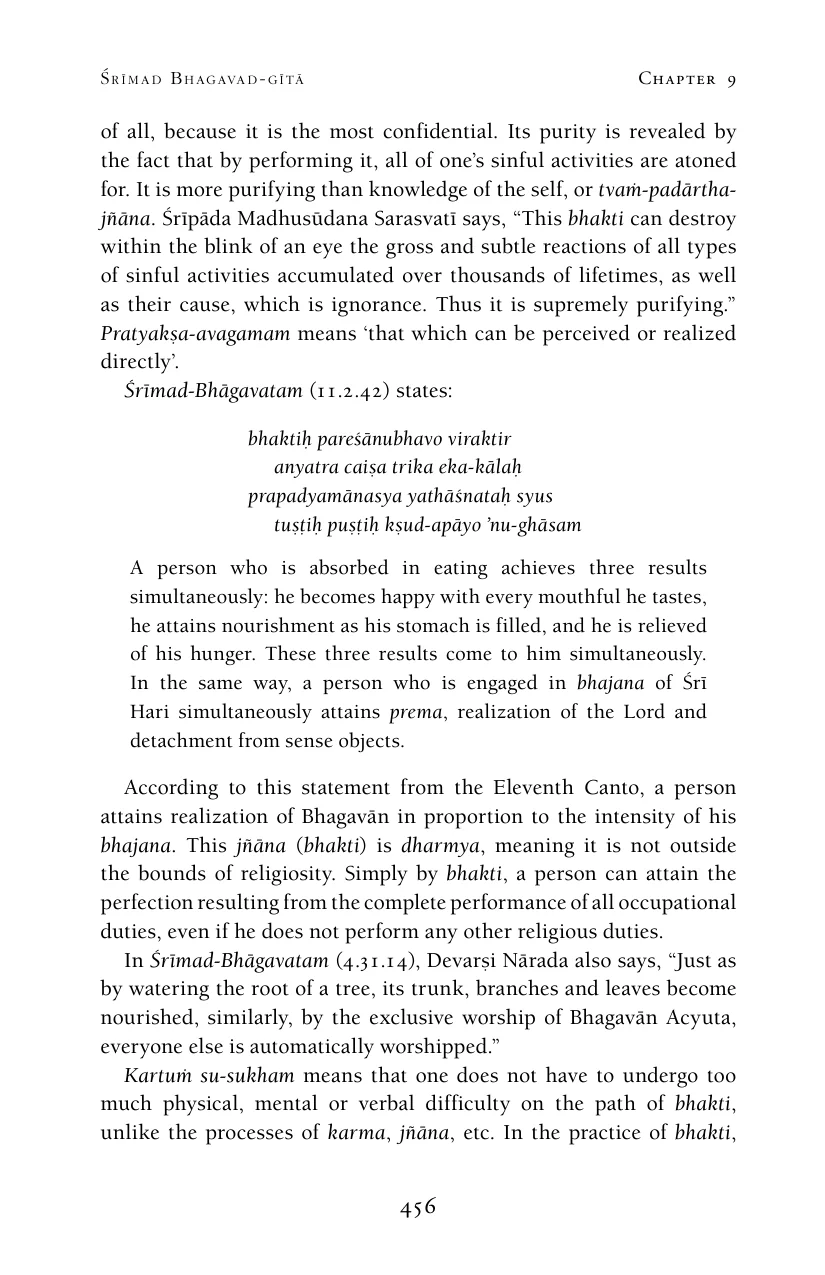 Śrīmad Bhagavad-gītā Chapter 9
of all, because it is the most confidential. Its purity is revealed by
the fact that by performing it, all of one’s sinful activities are atoned
for. It is more purifying than knowledge of the self, or tvaṁ-padārtha-
jñāna. Śrīpāda Madhusūdana Sarasvatī says, “This bhakti can destroy
within the blink of an eye the gross and subtle reactions of all types
of sinful activities accumulated over thousands of lifetimes, as well
as their cause, which is ignorance. Thus it is supremely purifying.”
Pratyakṣa-avagamam means ‘that which can be perceived or realized
directly’.
Śrīmad-Bhāgavatam (11.2.42) states:
bhaktiḥ pareśānubhavo viraktir
anyatra caiṣa trika eka-kālaḥ
prapadyamānasya yathāśnataḥ syus
tuṣṭiḥ puṣṭiḥ kṣud-apāyo ’nu-ghāsam
A person who is absorbed in eating achieves three results
simultaneously: he becomes happy with every mouthful he tastes,
he attains nourishment as his stomach is filled, and he is relieved
of his hunger. These three results come to him simultaneously.
In the same way, a person who is engaged in bhajana of Śrī
Hari simultaneously attains prema, realization of the Lord and
detachment from sense objects.
According to this statement from the Eleventh Canto, a person
attains realization of Bhagavān in proportion to the intensity of his
bhajana. This jñāna (bhakti) is dharmya, meaning it is not outside
the bounds of religiosity. Simply by bhakti, a person can attain the
perfection resulting from the complete performance of all occupational
duties, even if he does not perform any other religious duties.
In Śrīmad-Bhāgavatam (4.31.14), Devarṣi Nārada also says, “Just as
by watering the root of a tree, its trunk, branches and leaves become
nourished, similarly, by the exclusive worship of Bhagavān Acyuta,
everyone else is automatically worshipped.”
Kartuṁ su-sukham means that one does not have to undergo too
much physical, mental or verbal difficulty on the path of bhakti,
unlike the processes of karma, jñāna, etc. In the practice of bhakti,
456